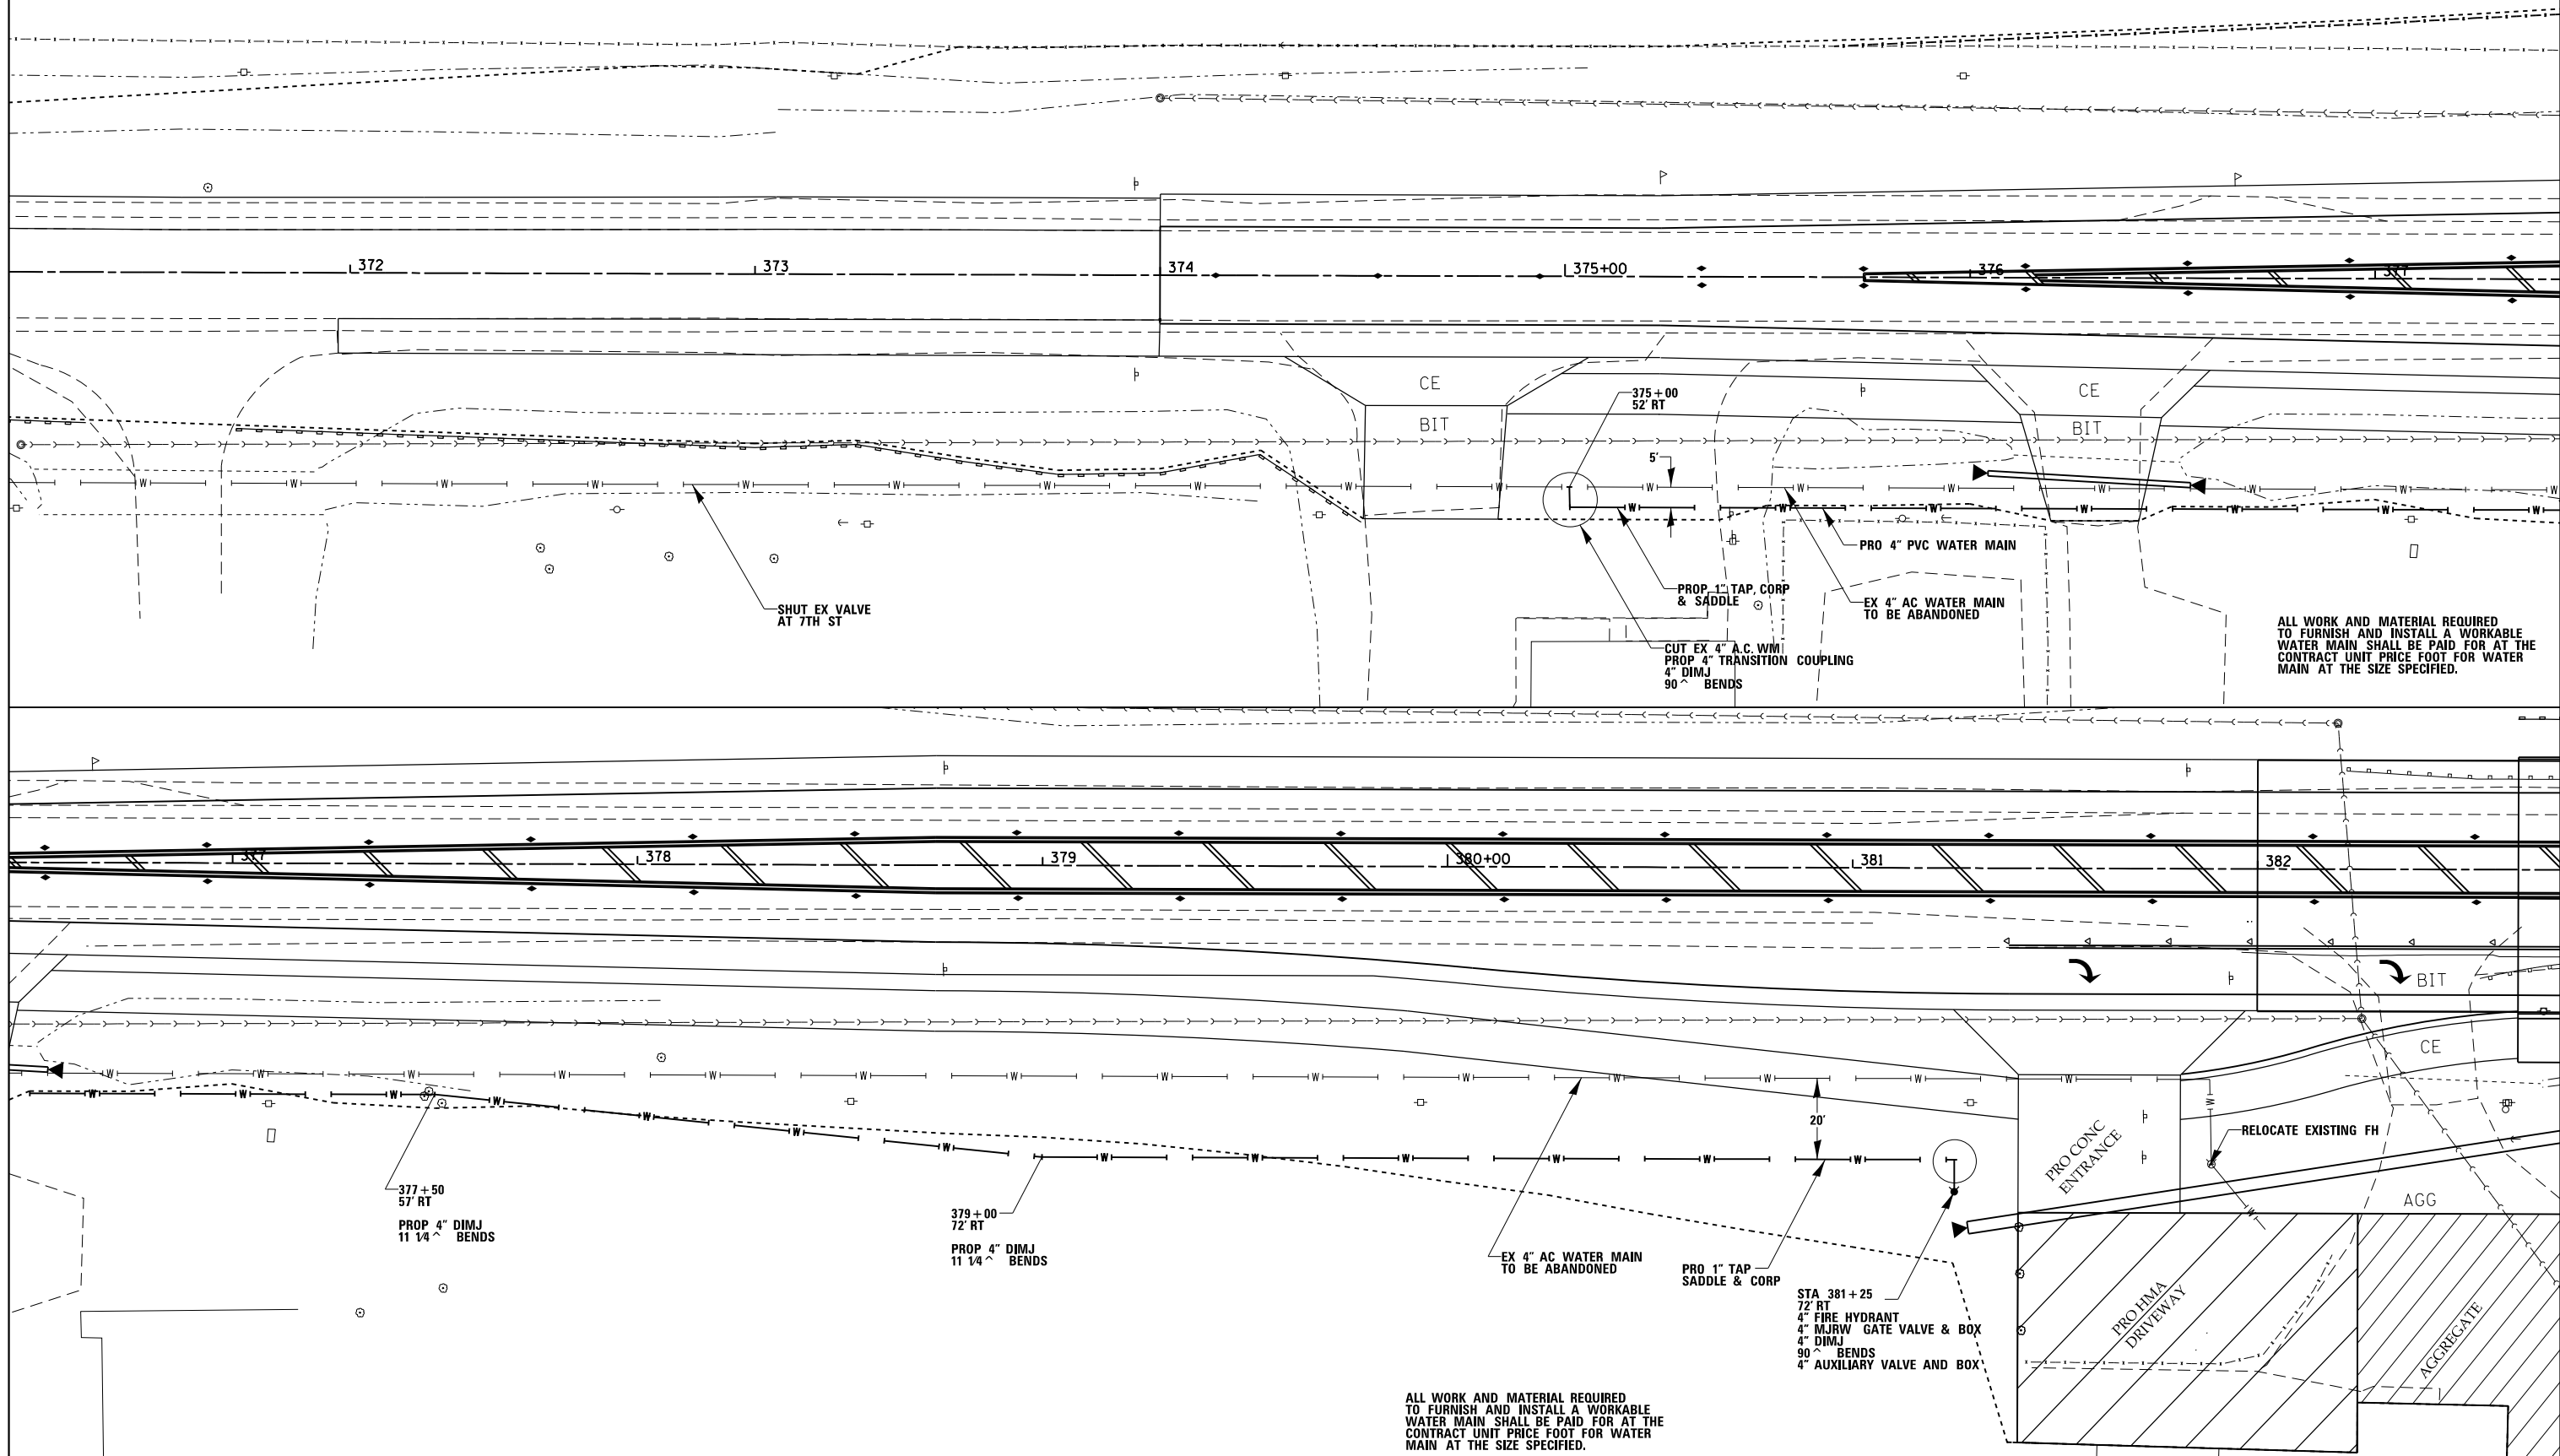 372
373
374
375+00
376
377
CE
BIT
CE
BIT
375+00
52' RT
5'
PRO 4" PVC WATER MAIN
PROP 1" TAP, CORP
& SADDLE
EX 4" AC WATER MAIN
TO BE ABANDONED
SHUT EX VALVE
AT 7TH ST
CUT EX 4" A.C. WM
PROP 4" TRANSITION COUPLING
4" DIMJ
90^ BENDS
ALL WORK AND MATERIAL REQUIRED
TO FURNISH AND INSTALL A WORKABLE
WATER MAIN SHALL BE PAID FOR AT THE
CONTRACT UNIT PRICE FOOT FOR WATER
MAIN AT THE SIZE SPECIFIED.
W W W W W W W W W W W W W W W W W
W W W W W W W
377
378
379
380+00
381
382
BIT
CE
W W W W W W W W W W W W W W
W W W W W W W W W W W W W
W
W
20'
RELOCATE EXISTING FH
PRO CONC
ENTRANCE
AGG
377+50
57' RT
PROP 4" DIMJ
11 1/4^ BENDS
379+00
72' RT
PROP 4" DIMJ
11 1/4^ BENDS
EX 4" AC WATER MAIN
TO BE ABANDONED
PRO 1" TAP
SADDLE & CORP
STA 381+25
72' RT
4" FIRE HYDRANT
4" MJRW GATE VALVE & BOX
4" DIMJ
90^ BENDS
4" AUXILIARY VALVE AND BOX
PRO HMA
DRIVEWAY
AGGREGATE
ALL WORK AND MATERIAL REQUIRED
TO FURNISH AND INSTALL A WORKABLE
WATER MAIN SHALL BE PAID FOR AT THE
CONTRACT UNIT PRICE FOOT FOR WATER
MAIN AT THE SIZE SPECIFIED.